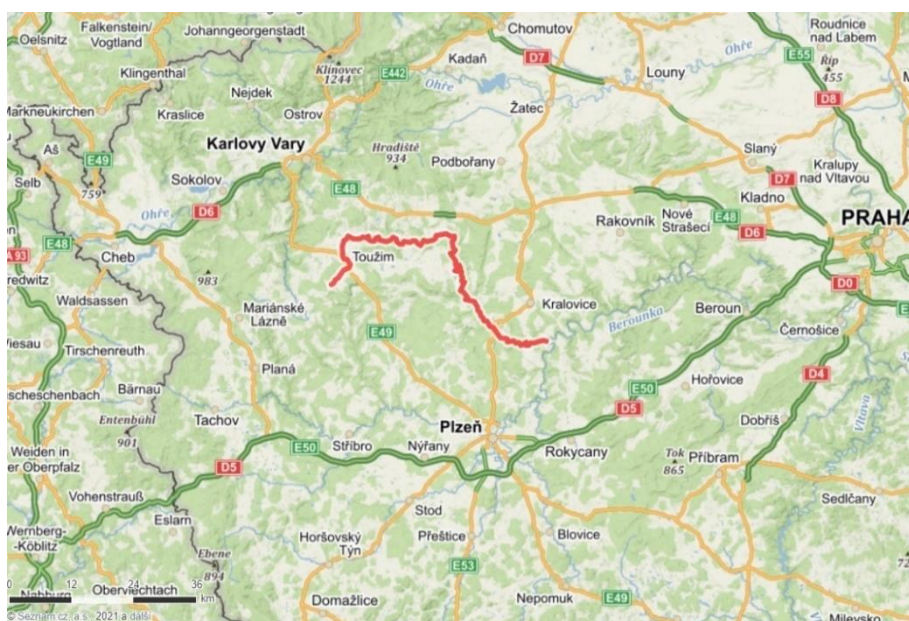 Falkenstein/
Vogtland
Oelsnitz
Johanngeorgenstadt
Klingenthal
Klínovec
1244
E442
Kadaň
Chomutov
D7
Ohře
E55
Roudnice
nad Labem
Říp
455
Louny
Ohře
Nejdek
Ostrov
Žatec
D8
Markneukirchen
Kraslice
Aš
E49
759
Selb
Karlovy Vary
Hradiště
934
Podbořany
Slaný
D7
Kralupy
nad Vltavou
Kladno
Sokolov
E48
Ohře
D6
Rakovník
Nové
Strašecí
E48
D6
PRAHA
E48
A 93
Cheb
Toužim
983
D0
Waldsassen
Mariánské
Lázně
Kralovice
Berounka
Beroun
Černošice
E49
Tirschenreuth
Planá
D4
Bärnau
E50
Hořovice
D5
Dobříš
Vltava
Entenbühl
901
Tachov
Plzeň
E50
Stříbro
Nýřany
Rokycany
Tok
865
Příbram
Weiden in
der Oberpfalz
D5
Vohenstrauß
Sedlčany
Stod
Eslarn
Přeštice
Blovice
Horšovský
Týn
Wernberg-
Köblitz
Ebene
894
E53
Oberviechtach
Nabburg
Domažlice
Nepomuk
E49
Milevsko
0 12 24 36
km
© Seznam.cz, a.s., 2021 a další